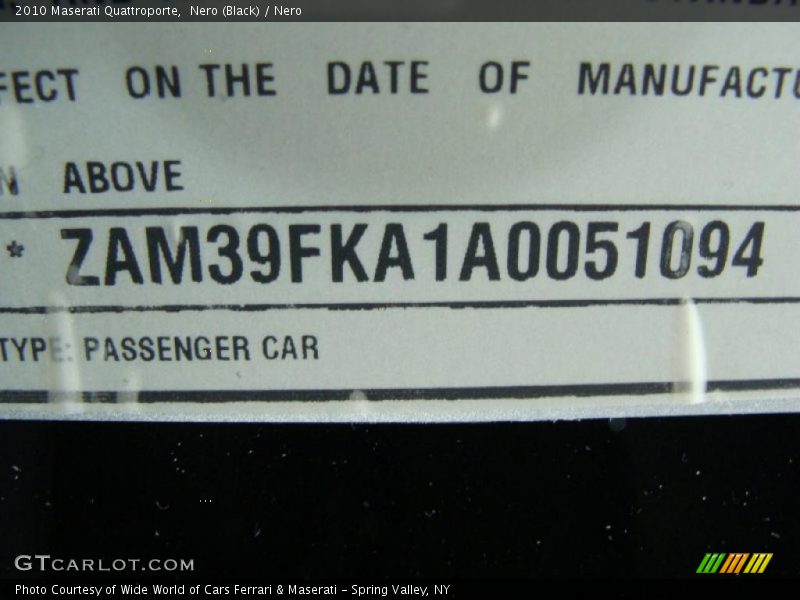 2010 Maserati Quattroporte,  Nero (Black) / Nero
FECT ON THE DATE OF MANUFACTU
N ABOVE
* ZAM39FKA1A0051094
TYPE: PASSENGER CAR
GTCARLOT.COM
Photo Courtesy of Wide World of Cars Ferrari & Maserati - Spring Valley, NY